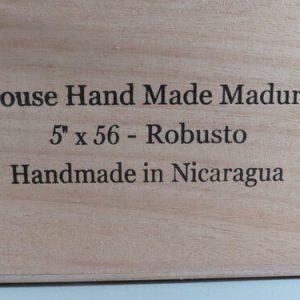 ouse Hand Made Madur
5" x 56 - Robusto
Handmade in Nicaragua